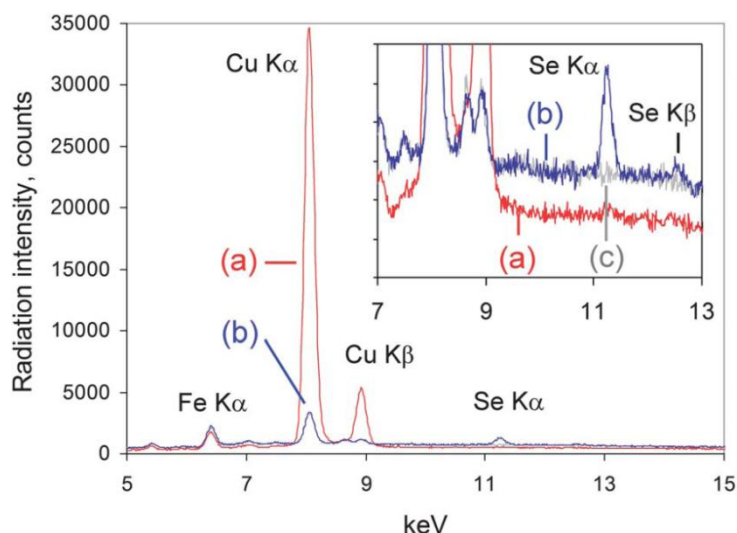 Radiation intensity, counts
35000
30000
25000
20000
15000
10000
5000
0
5
7
9
11
13
15
keV
Cu Kα
(a)
(b)
Cu Kβ
Fe Kα
Se Kα
Se Kα
Se Kβ
(b)
(a)
(c)
7
9
11
13